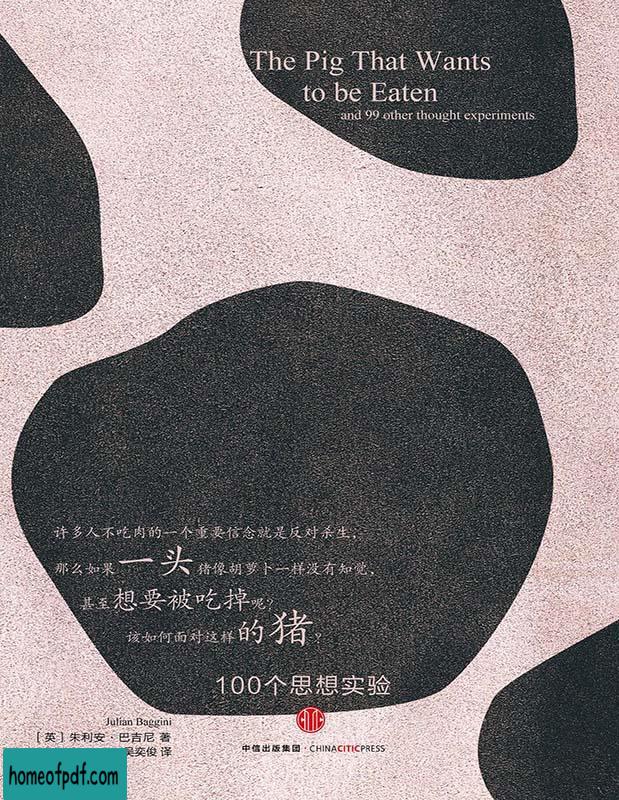 The Pig That Wants
to be Eaten
and 99 other thought experiments
许多人不吃肉的一个重要信念就是反对杀生，
那么如果一头猪像胡萝卜一样没有知觉，
甚至想要被吃掉呢？
该如何面对这样的猪？
100个思想实验
Julian Baggini
［英］朱利安·巴吉尼 著
吴奕俊 译
中信出版集团·CHINACITICPRESS
homeofpdf.com